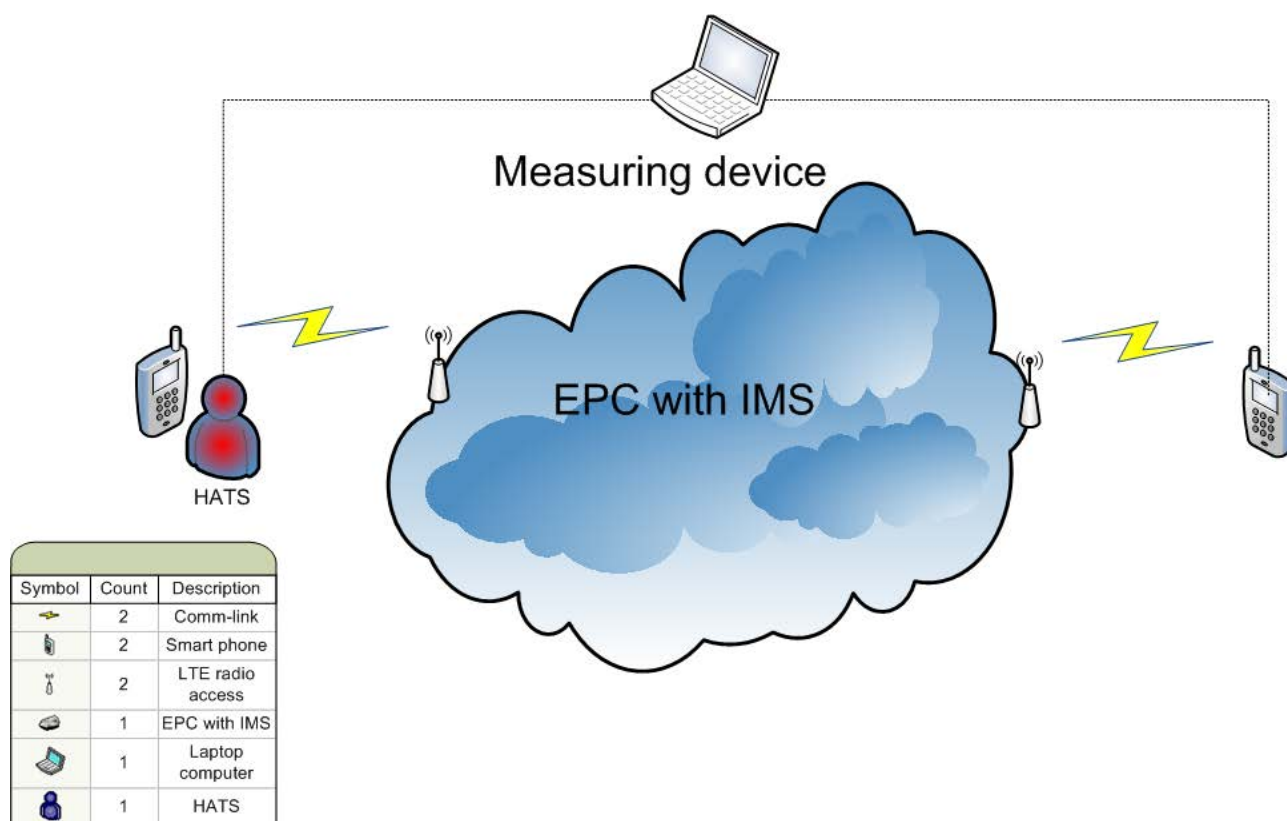 Measuring device
EPC with IMS
HATS
Symbol Count Description
2 Comm-link
2 Smart phone
2 LTE radio
access
1 EPC with IMS
1 Laptop
computer
1 HATS